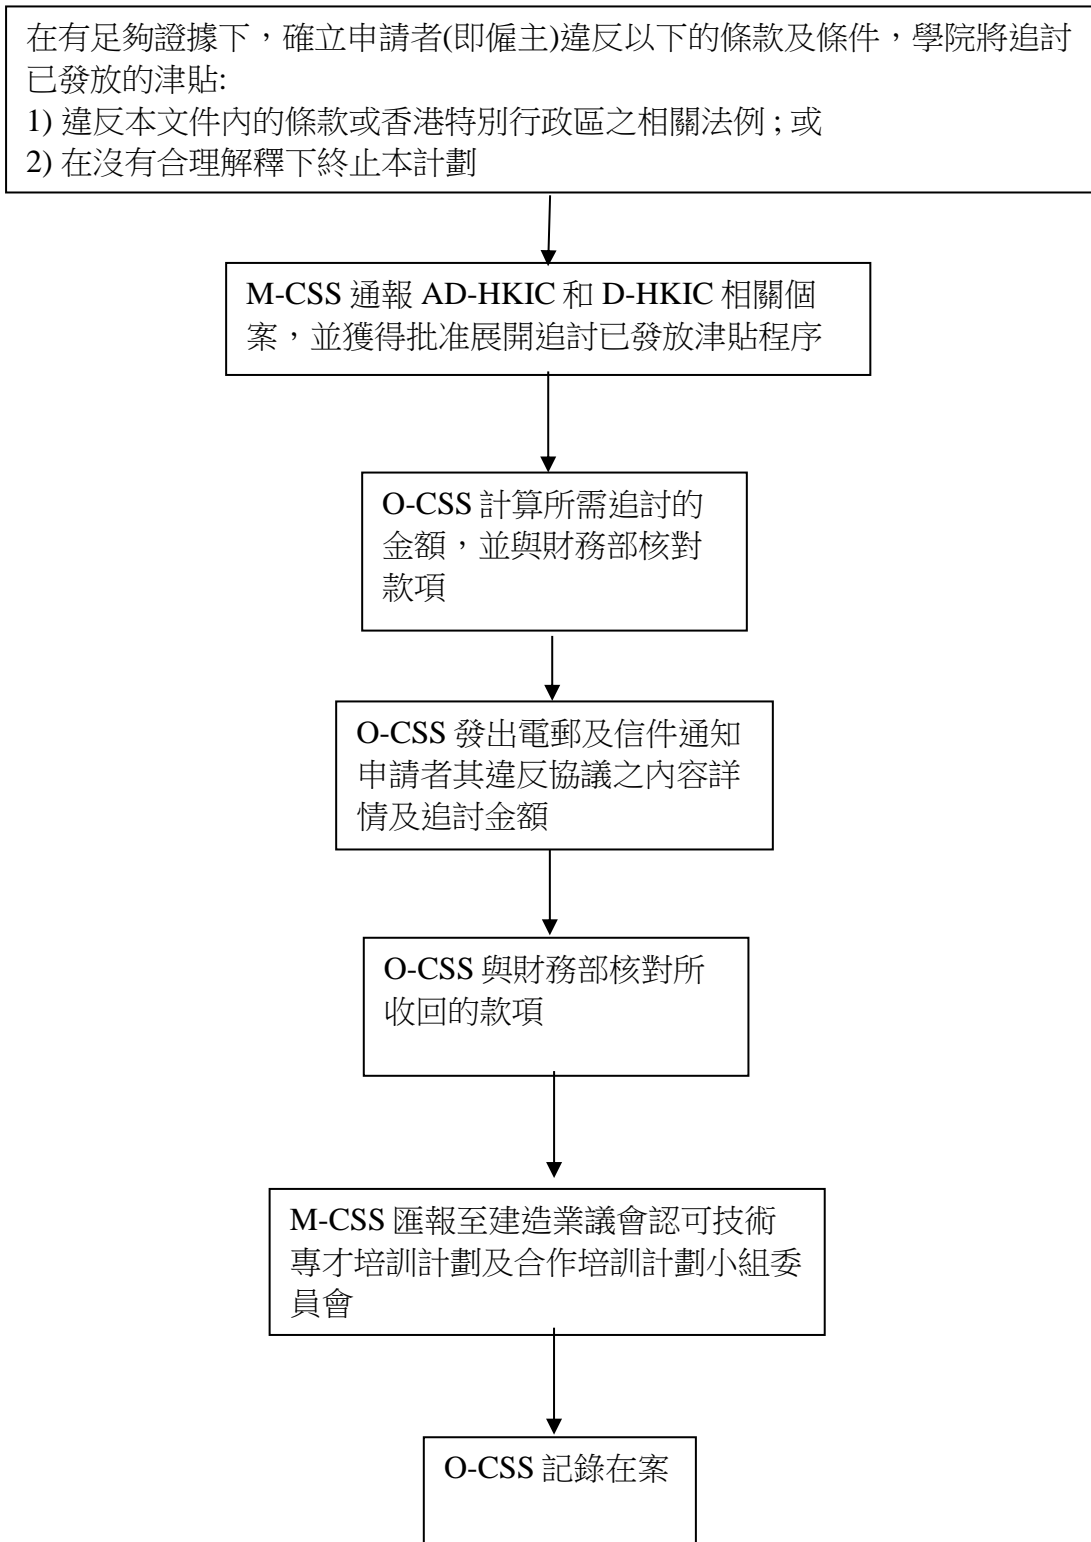 在有足夠證據下，確立申請者(即僱主)違反以下的條款及條件，學院將追討
已發放的津貼:
1) 違反本文件內的條款或香港特別行政區之相關法例 ; 或
2) 在沒有合理解釋下終止本計劃
M-CSS 通報 AD-HKIC 和 D-HKIC 相關個
案，並獲得批准展開追討已發放津貼程序
O-CSS 計算所需追討的
金額，並與財務部核對
款項
O-CSS 發出電郵及信件通知
申請者其違反協議之內容詳
情及追討金額
O-CSS 與財務部核對所
收回的款項
M-CSS 匯報至建造業議會認可技術
專才培訓計劃及合作培訓計劃小組委
員會
O-CSS 記錄在案